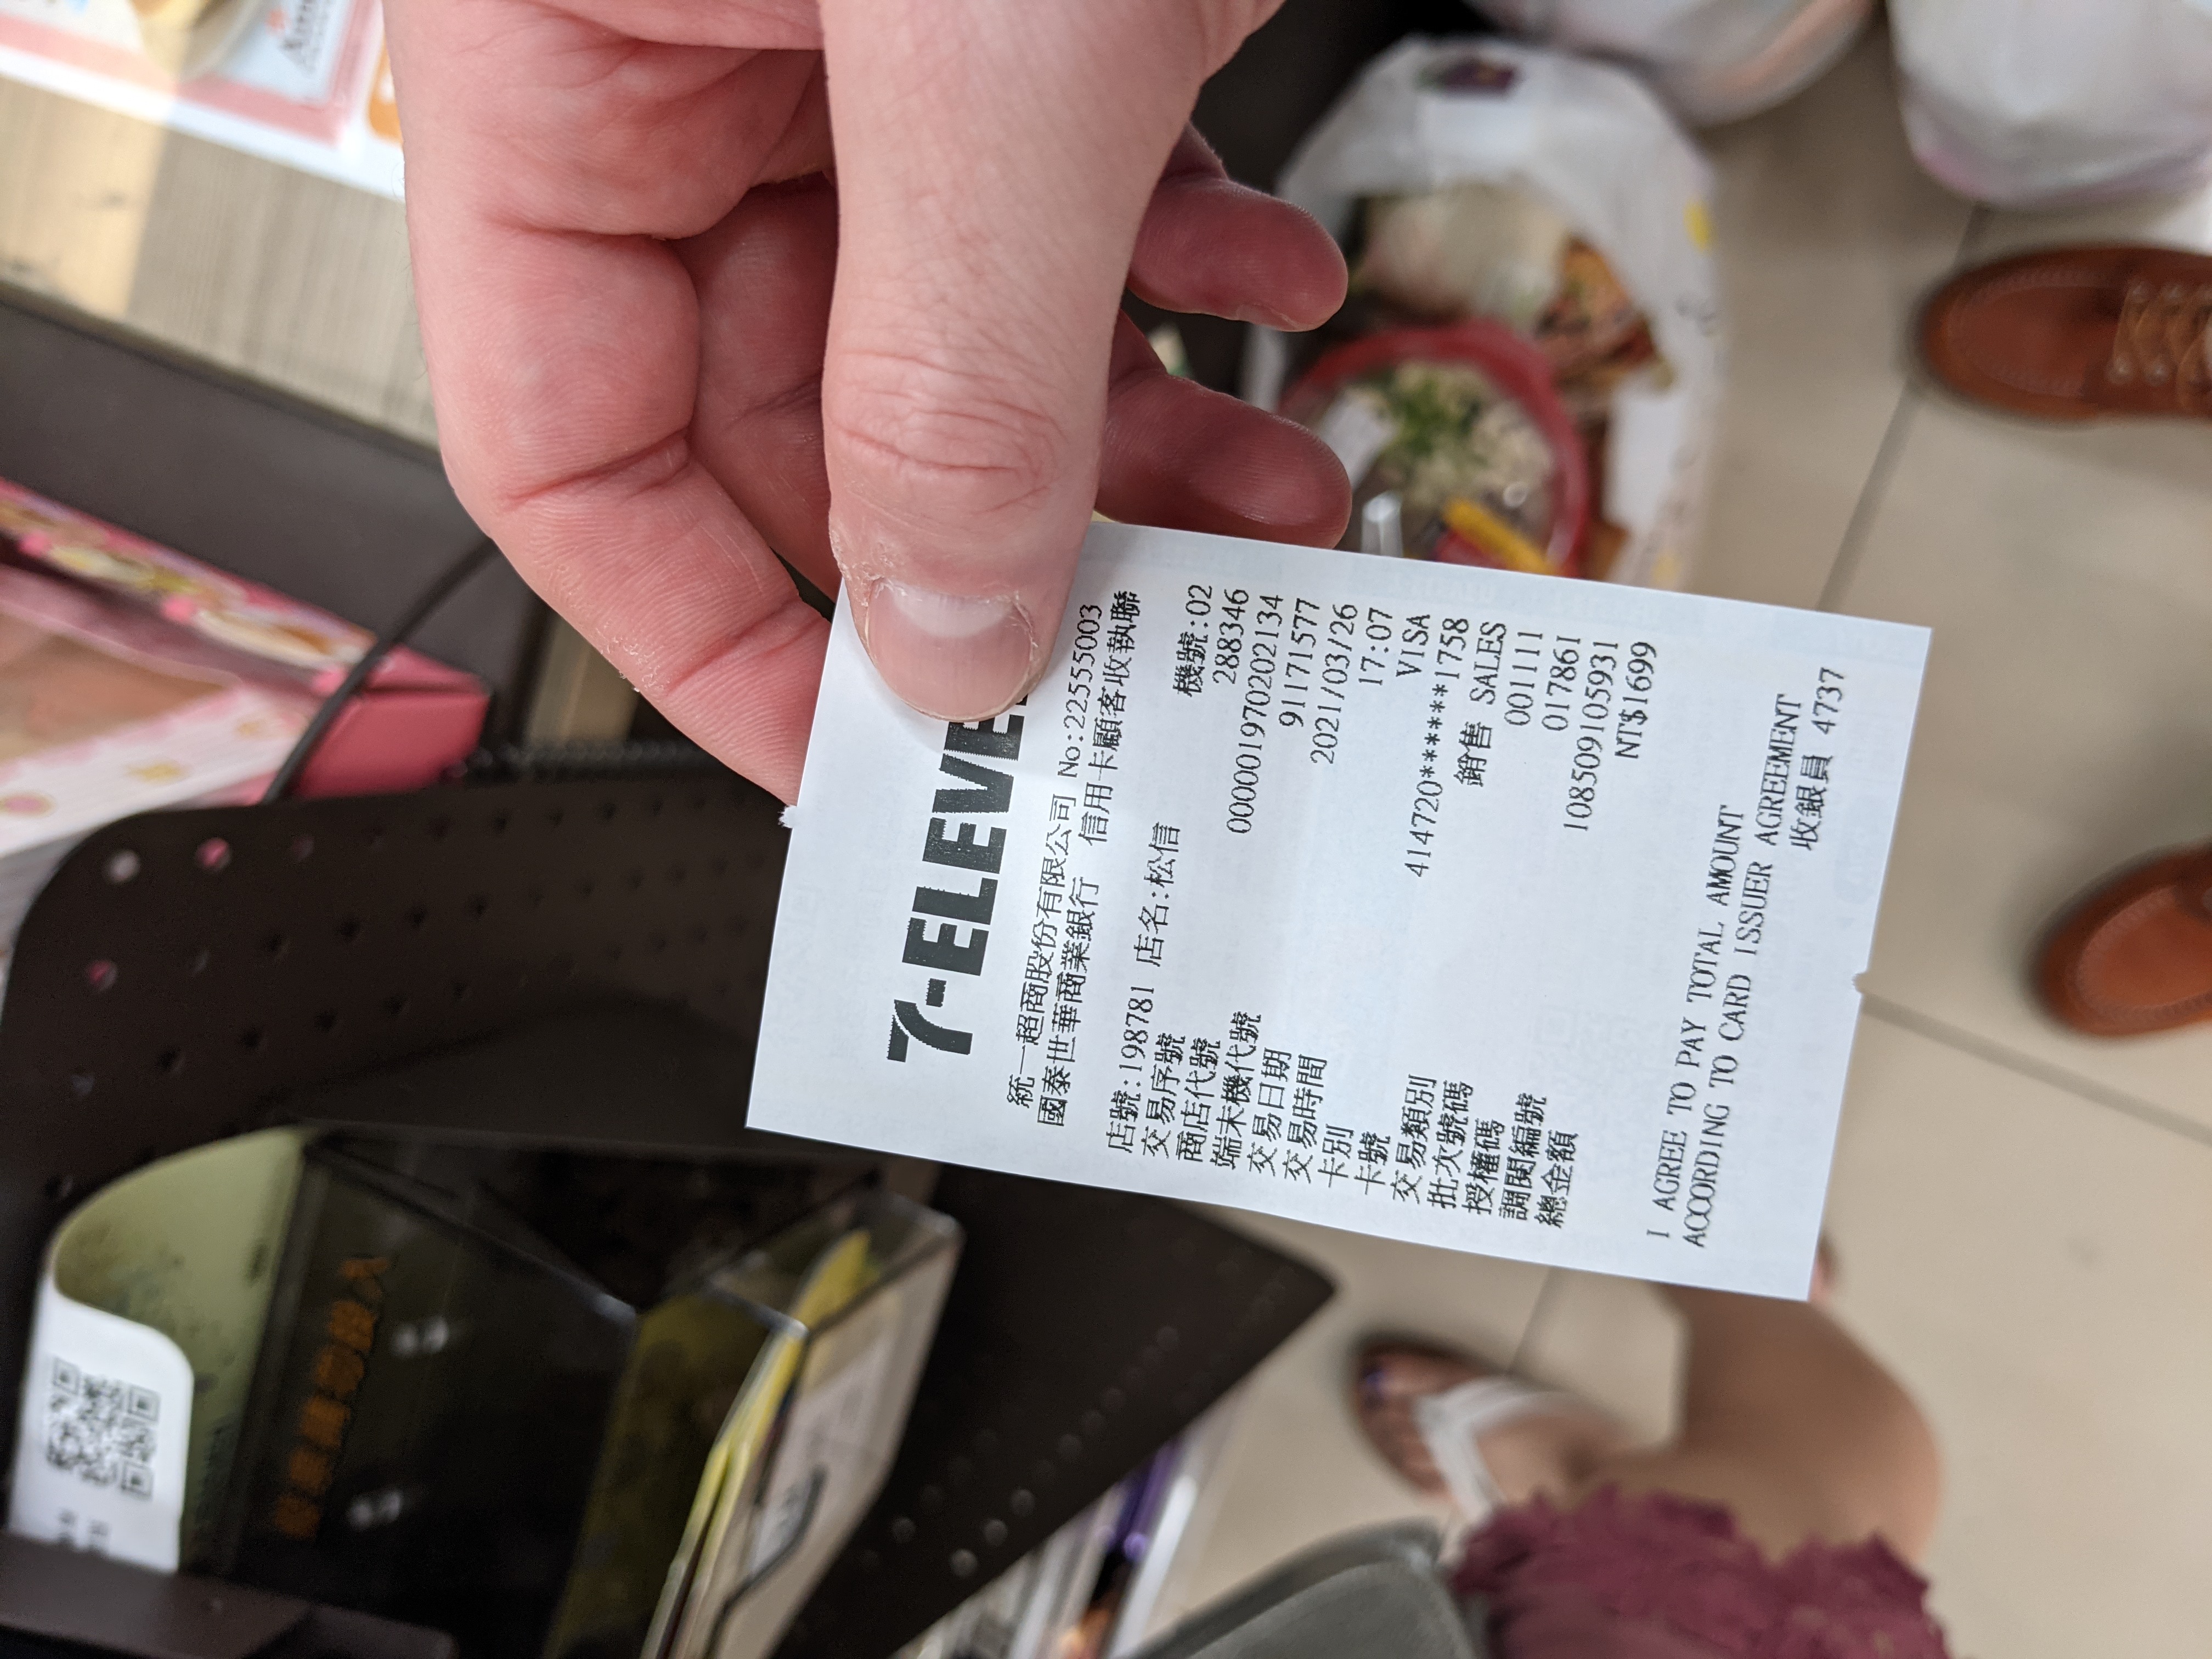 7-ELEVE
統一超商股份有限公司 No:22555003
國泰世華商業銀行 信用卡顧客收執聯
店號:198781 店名:松信 機號:02
交易序號 288346
商店代號 000001970202134
端末機代號 91171577
交易日期 2021/03/26
交易時間 17:07
卡別 VISA
卡號 414720******1758
交易類別 銷售 SALES
批次號碼 001111
授權碼 017861
調閱編號 108509105931
總金額 NT$1699
I AGREE TO PAY TOTAL AMOUNT
ACCORDING TO CARD ISSUER AGREEMENT
收銀員 4737